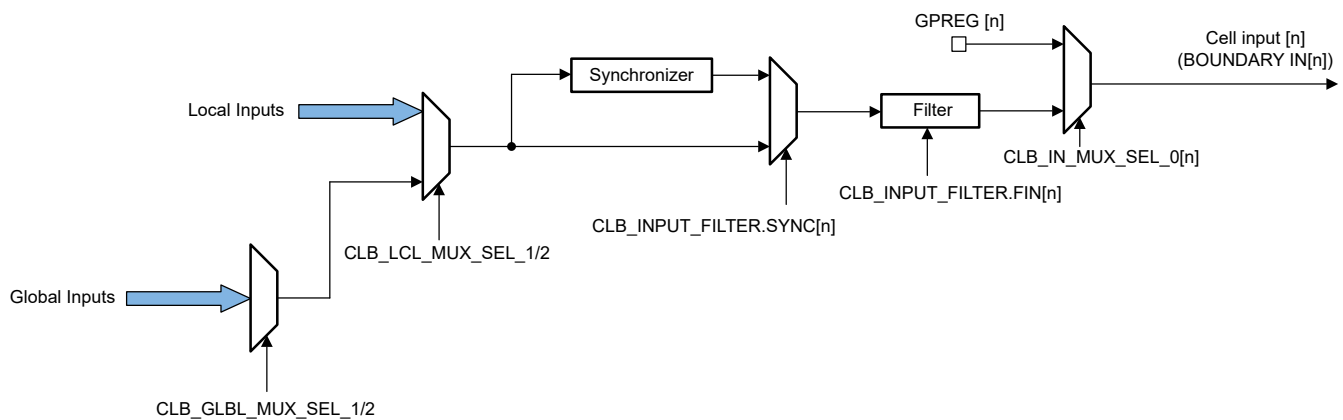 GPREG [n]
Cell input [n]
(BOUNDARY IN[n])
Synchronizer
Local Inputs
Filter
CLB_IN_MUX_SEL_0[n]
CLB_INPUT_FILTER.FIN[n]
CLB_INPUT_FILTER.SYNC[n]
CLB_LCL_MUX_SEL_1/2
Global Inputs
CLB_GLBL_MUX_SEL_1/2